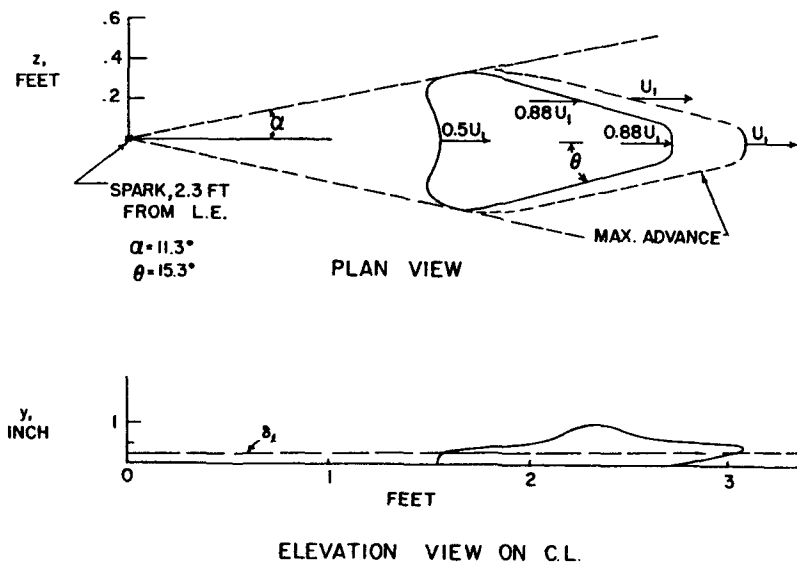 .6
.4
.2
z,
FEET
α
SPARK, 2.3 FT
FROM L.E.
α = 11.3°
θ = 15.3°
0.5U₁
0.88U₁
0.88U₁
θ
U₁
U₁
MAX. ADVANCE
PLAN VIEW
y,
INCH
1
δℓ
0
1
2
3
FEET
ELEVATION VIEW ON C.L.